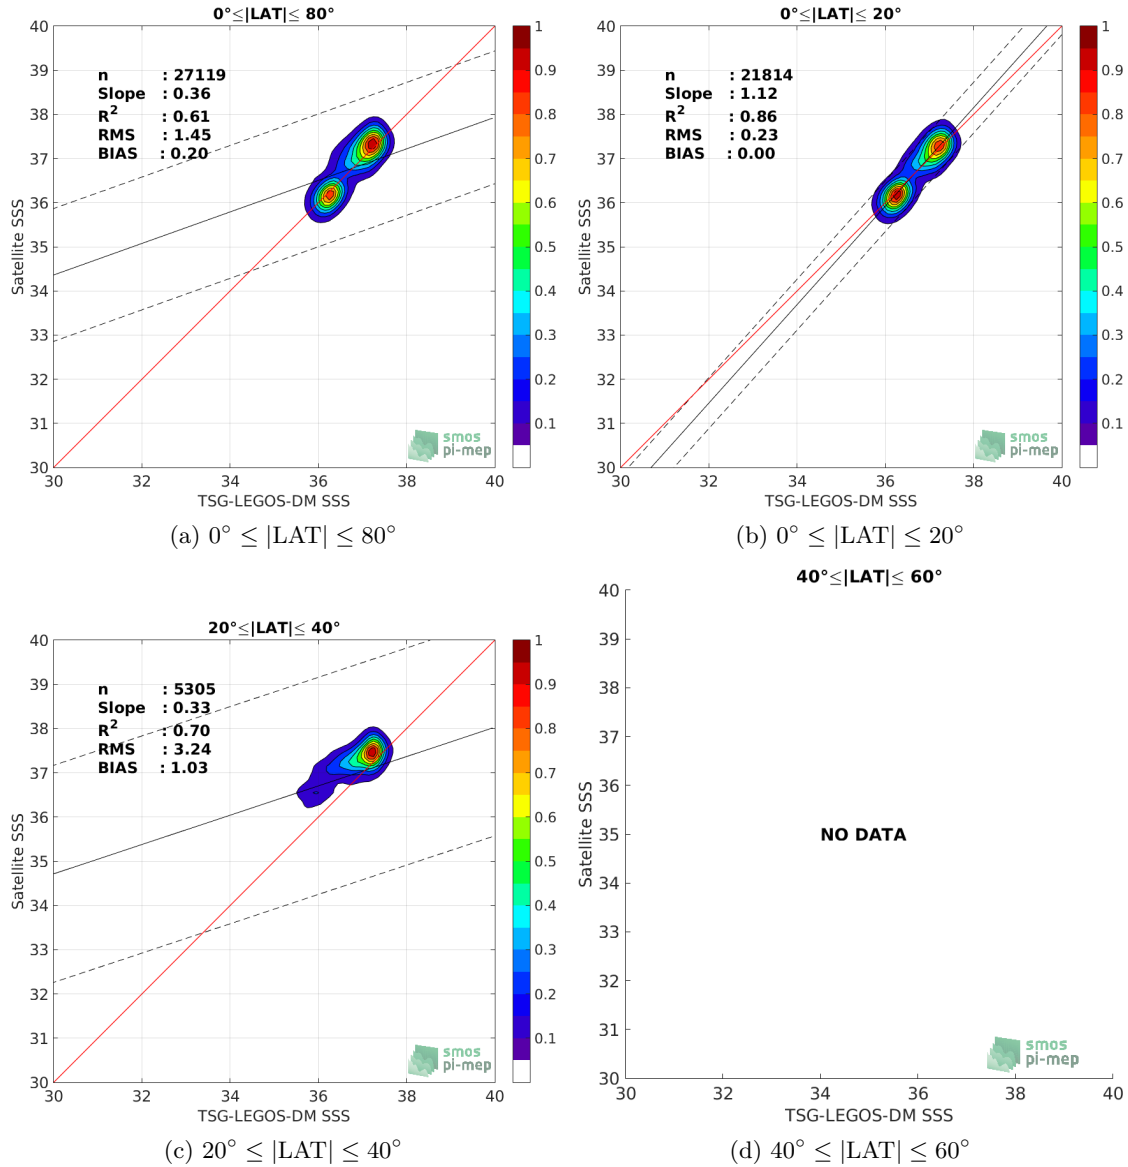 0°≤|LAT|≤ 80°
n : 27119
Slope : 0.36
R2 : 0.61
RMS : 1.45
BIAS : 0.20
40
39
38
37
36
35
34
33
32
31
30
Satellite SSS
30 32 34 36 38 40
TSG-LEGOS-DM SSS
1
0.9
0.8
0.7
0.6
0.5
0.4
0.3
0.2
0.1
smos
pi-mep
(a) 0° ≤ |LAT| ≤ 80°
0°≤|LAT|≤ 20°
n : 21814
Slope : 1.12
R2 : 0.86
RMS : 0.23
BIAS : 0.00
40
39
38
37
36
35
34
33
32
31
30
Satellite SSS
30 32 34 36 38 40
TSG-LEGOS-DM SSS
1
0.9
0.8
0.7
0.6
0.5
0.4
0.3
0.2
0.1
smos
pi-mep
(b) 0° ≤ |LAT| ≤ 20°
20°≤|LAT|≤ 40°
n : 5305
Slope : 0.33
R2 : 0.70
RMS : 3.24
BIAS : 1.03
40
39
38
37
36
35
34
33
32
31
30
Satellite SSS
30 32 34 36 38 40
TSG-LEGOS-DM SSS
1
0.9
0.8
0.7
0.6
0.5
0.4
0.3
0.2
0.1
smos
pi-mep
(c) 20° ≤ |LAT| ≤ 40°
40°≤|LAT|≤ 60°
40
39
38
37
36
35
34
33
32
31
30
Satellite SSS
NO DATA
30 32 34 36 38 40
TSG-LEGOS-DM SSS
smos
pi-mep
(d) 40° ≤ |LAT| ≤ 60°